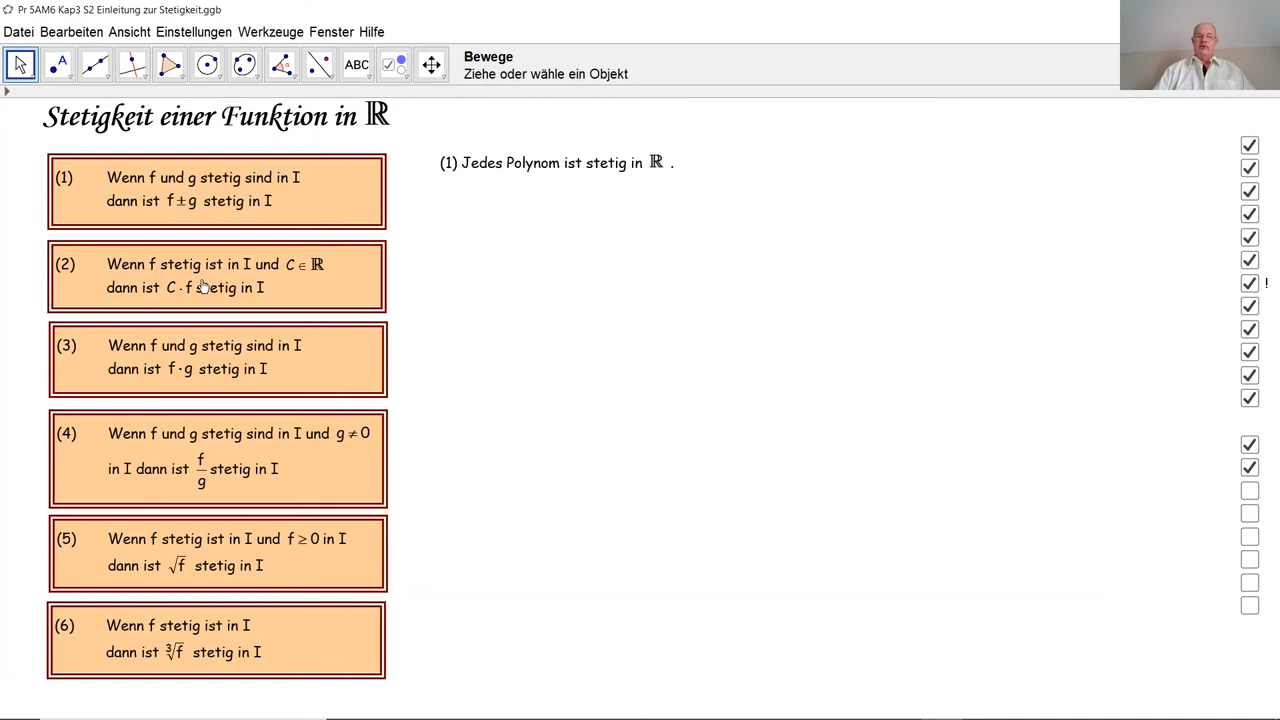 Pr 5AM6 Kap3 S2 Einleitung zur Stetigkeit.ggb
Datei Bearbeiten Ansicht Einstellungen Werkzeuge Fenster Hilfe
A
ABC
Bewege
Ziehe oder wähle ein Objekt
Stetigkeit einer Funktion in ℝ
(1) Wenn f und g stetig sind in I
dann ist f ± g stetig in I
(2) Wenn f stetig ist in I und C ∈ ℝ
dann ist C · f stetig in I
(3) Wenn f und g stetig sind in I
dann ist f · g stetig in I
(4) Wenn f und g stetig sind in I und g ≠ 0
in I dann ist f/g stetig in I
(5) Wenn f stetig ist in I und f ≥ 0 in I
dann ist √f stetig in I
(6) Wenn f stetig ist in I
dann ist ∛f stetig in I
(1) Jedes Polynom ist stetig in ℝ .
!